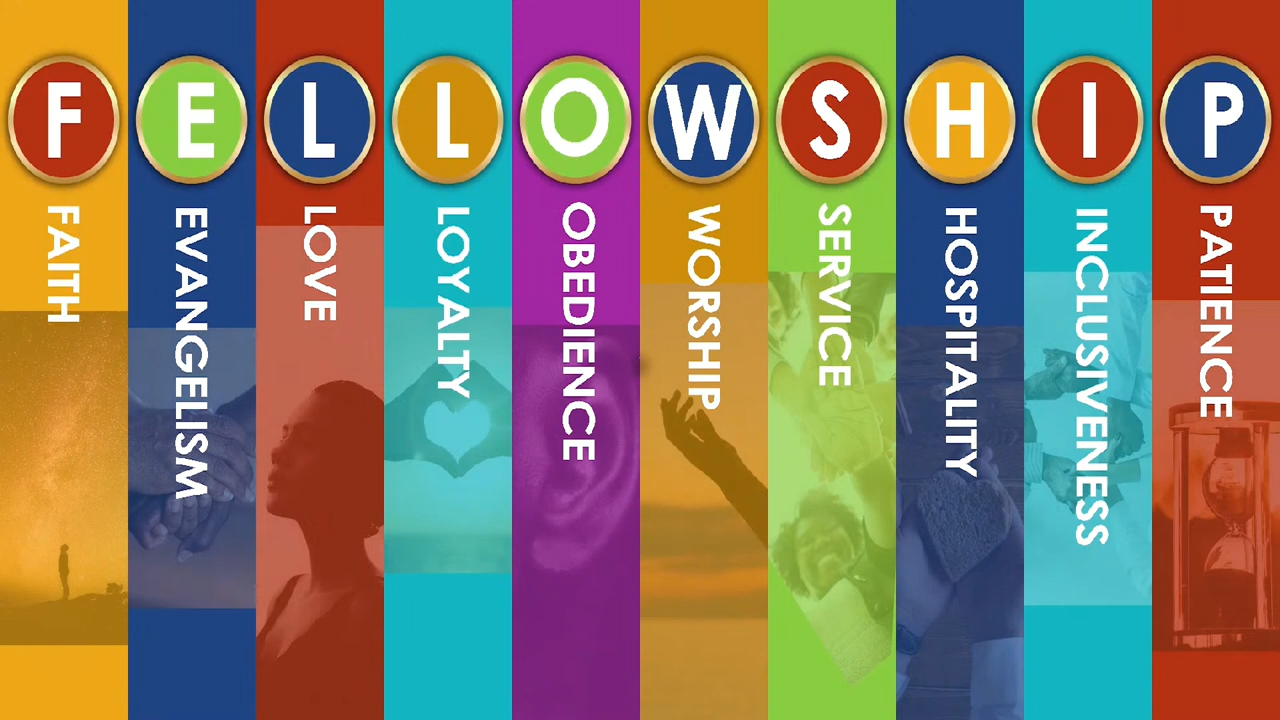 F E L L O W S H I P
FAITH
EVANGELISM
LOVE
LOYALTY
OBEDIENCE
WORSHIP
SERVICE
HOSPITALITY
INCLUSIVENESS
PATIENCE